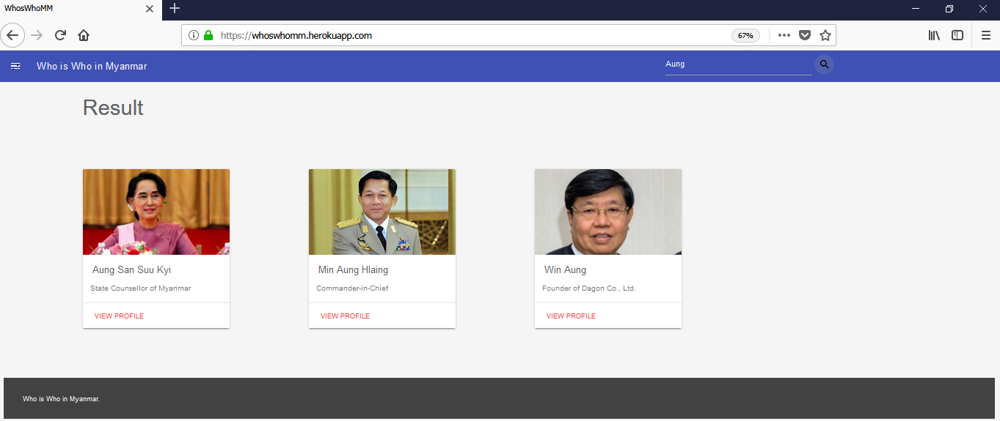 WhosWhoMM
https://whoswhomm.herokuapp.com
67%
Who is Who in Myanmar
Aung
Result
Aung San Suu Kyi
State Counsellor of Myanmar
VIEW PROFILE
Min Aung Hlaing
Commander-in-Chief
VIEW PROFILE
Win Aung
Founder of Dagon Co., Ltd.
VIEW PROFILE
Who is Who in Myanmar.